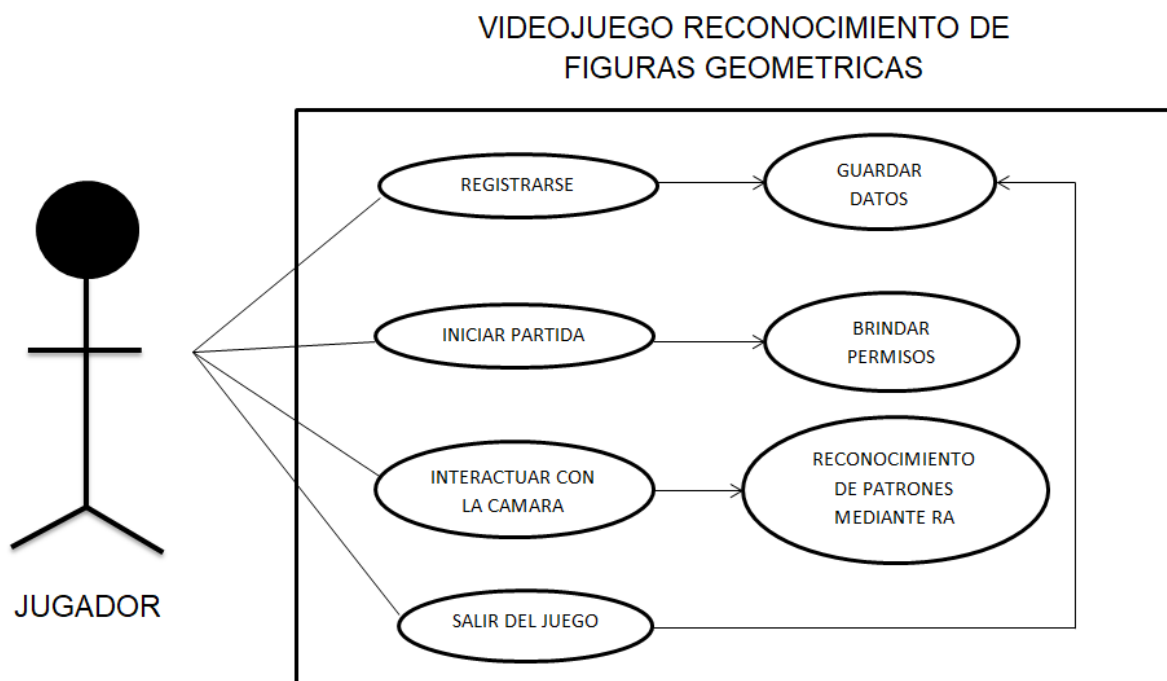 VIDEOJUEGO RECONOCIMIENTO DE
FIGURAS GEOMETRICAS
REGISTRARSE
GUARDAR
DATOS
INICIAR PARTIDA
BRINDAR
PERMISOS
INTERACTUAR CON
LA CAMARA
RECONOCIMIENTO
DE PATRONES
MEDIANTE RA
SALIR DEL JUEGO
JUGADOR